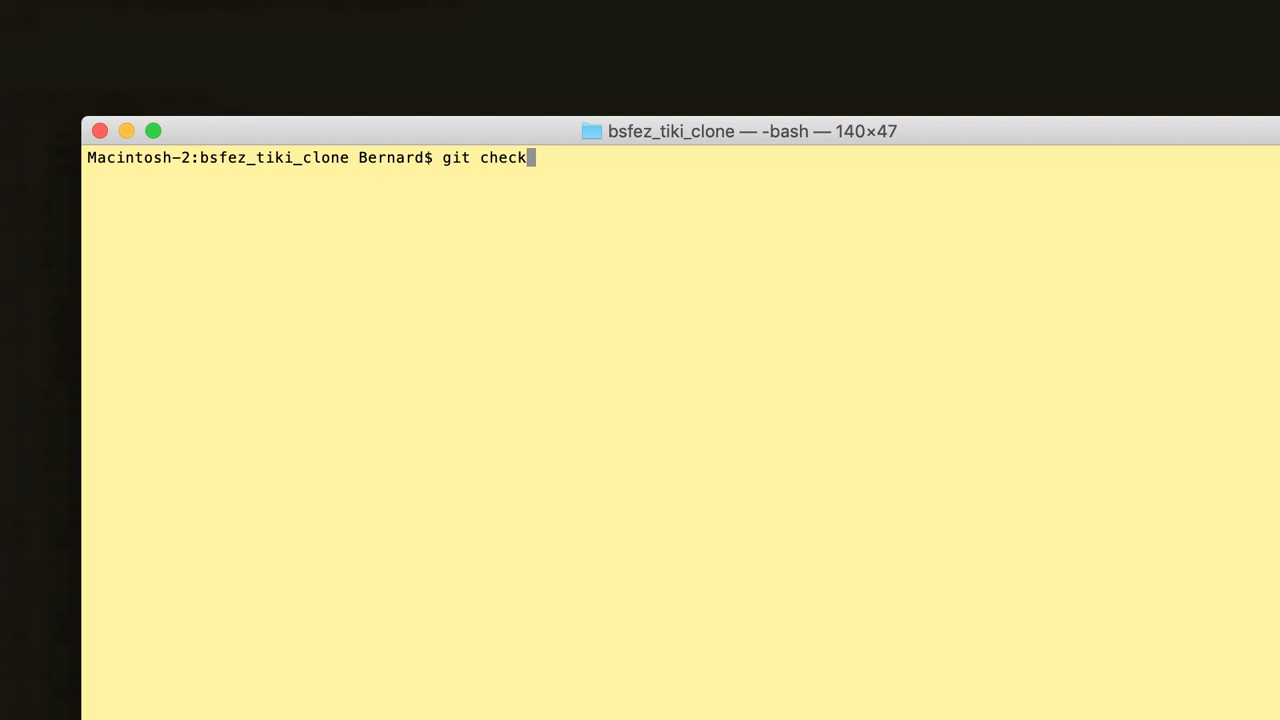 bsfez_tiki_clone — -bash — 140×47
Macintosh-2:bsfez_tiki_clone Bernard$ git check